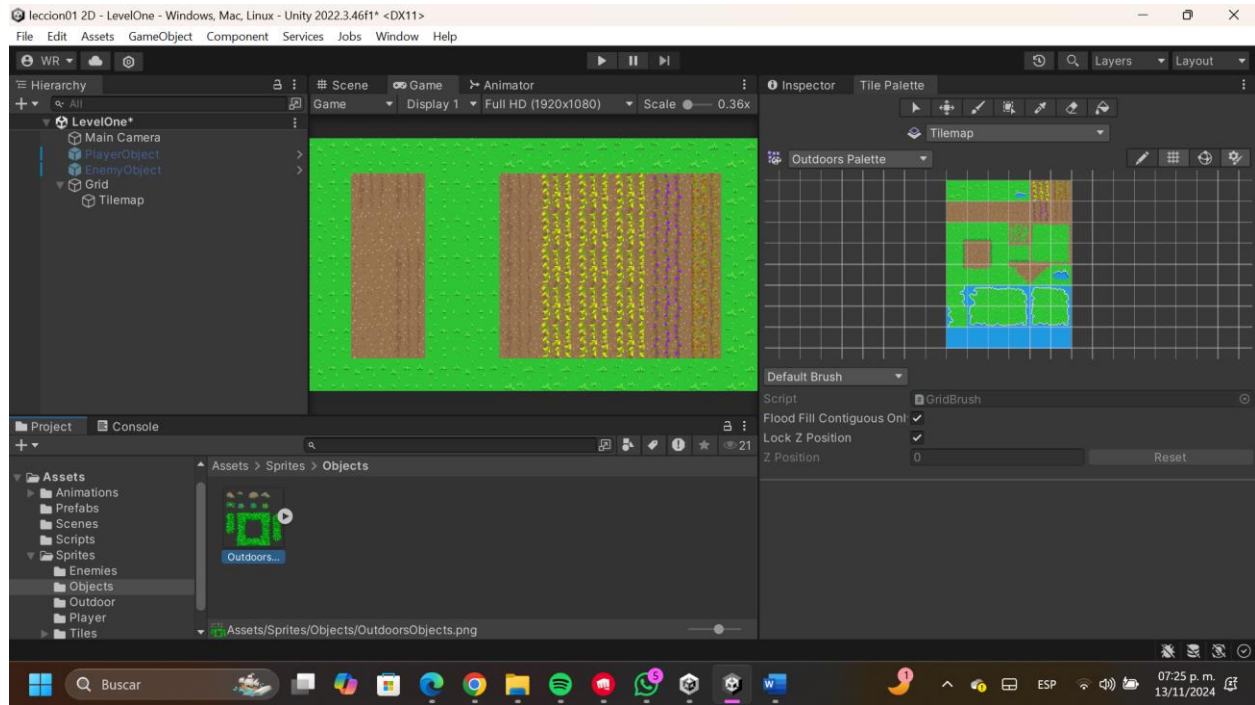 leccion01 2D - LevelOne - Windows, Mac, Linux - Unity 2022.3.46f1* <DX11>
File Edit Assets GameObject Component Services Jobs Window Help
WR
Layers Layout
Hierarchy
# Scene Game Animator
Inspector Tile Palette
All
Game Display 1 Full HD (1920x1080) Scale 0.36x
LevelOne*
Main Camera
PlayerObject
EnemyObject
Grid
Tilemap
Tilemap
Outdoors Palette
Default Brush
Script GridBrush
Flood Fill Contiguous Onl
Lock Z Position
Z Position 0 Reset
Project Console
21
Assets
Animations
Prefabs
Scenes
Scripts
Sprites
Enemies
Objects
Outdoor
Player
Tiles
Assets > Sprites > Objects
Outdoors...
Assets/Sprites/Objects/OutdoorsObjects.png
Buscar
5
1
ESP
07:25 p. m.
13/11/2024